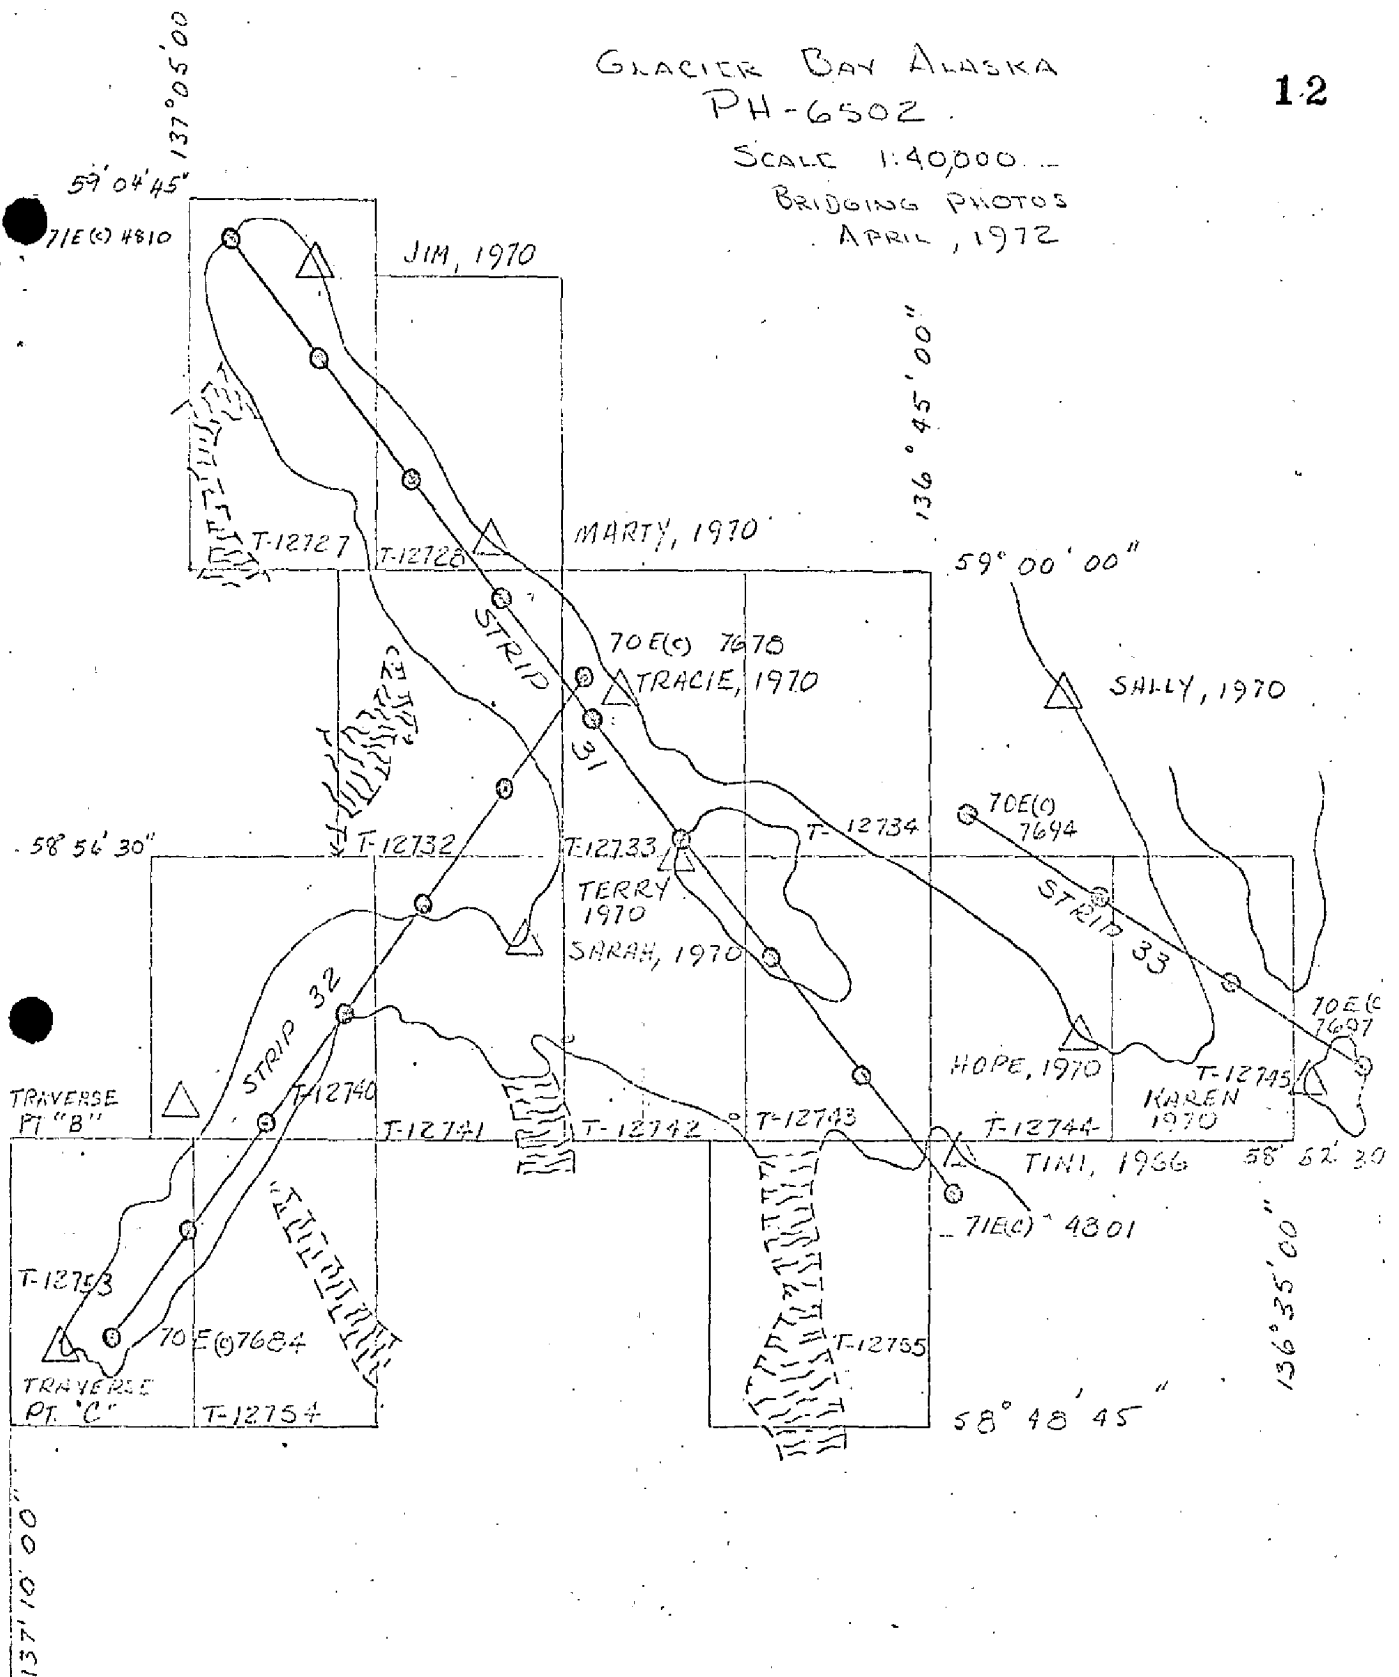 GLACIER BAY ALASKA
12
PH-6502
SCALE 1:40,000
BRIDGING PHOTOS
APRIL, 1972
137°05'00
59°04'45"
71E(C) 4810
JIM, 1970
136°45'00"
T-12727
T-12728
MARTY, 1970
59°00'00"
STRIP 31
70E(C) 7678
TRACIE, 1970
SALLY, 1970
70E(C)
7694
58 56'30"
T-12732
T-12733
T-12734
TERRY
1970
SARAH, 1970
STRIP 33
STRIP 32
70E(C
7697
HOPE, 1970
T-12745
KAREN
1970
TRAVERSE
PT "B"
T-12740
T-12741
T-12742
T-12743
T-12744
TINI, 1966
58° 52' 30
71E(C) 4801
T-12753
70E(C)7684
T-12755
136°35'00"
TRAVERSE
PT. "C"
T-12754
58°48'45"
137°10'00"